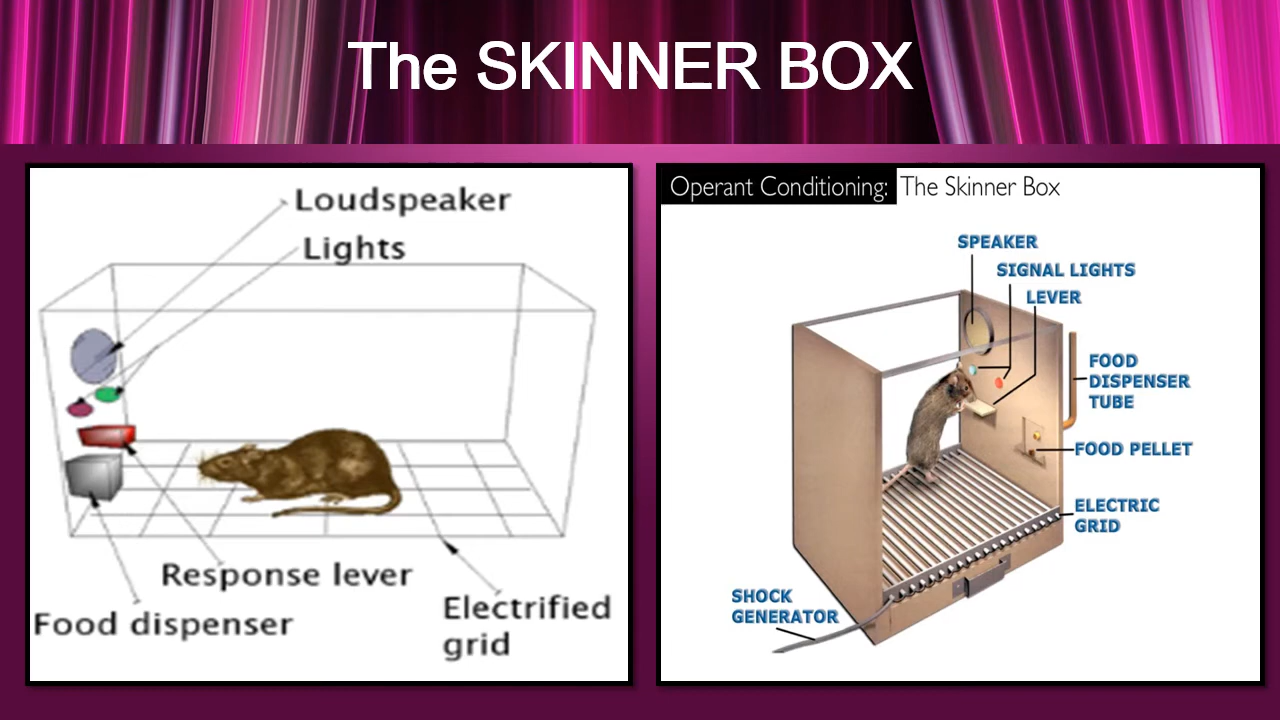 The SKINNER BOX
Loudspeaker
Lights
Response lever
Food dispenser
Electrified
grid
Operant Conditioning: The Skinner Box
SPEAKER
SIGNAL LIGHTS
LEVER
FOOD
DISPENSER
TUBE
FOOD PELLET
ELECTRIC
GRID
SHOCK
GENERATOR